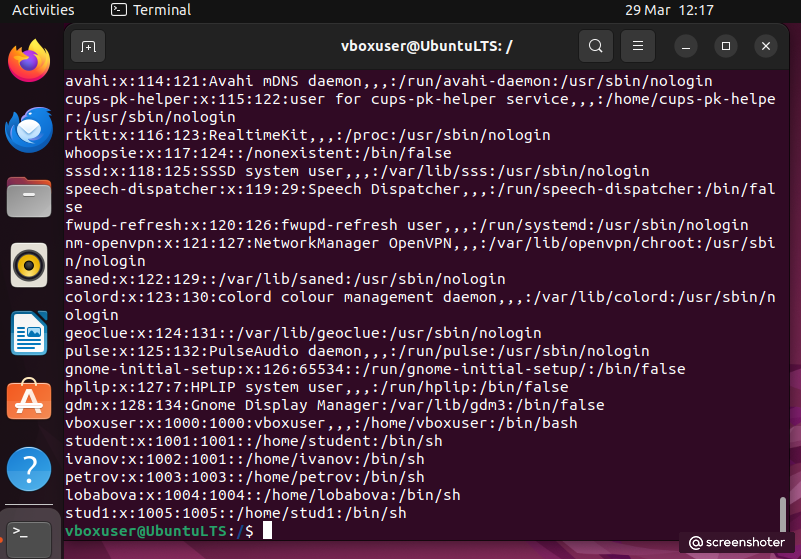 Activities
Terminal
29 Mar 12:17
vboxuser@UbuntuLTS: /
avahi:x:114:121:Avahi mDNS daemon,,,:/run/avahi-daemon:/usr/sbin/nologin
cups-pk-helper:x:115:122:user for cups-pk-helper service,,,:/home/cups-pk-helpe
r:/usr/sbin/nologin
rtkit:x:116:123:RealtimeKit,,,:/proc:/usr/sbin/nologin
whoopsie:x:117:124::/nonexistent:/bin/false
sssd:x:118:125:SSSD system user,,,:/var/lib/sss:/usr/sbin/nologin
speech-dispatcher:x:119:29:Speech Dispatcher,,,:/run/speech-dispatcher:/bin/fal
se
fwupd-refresh:x:120:126:fwupd-refresh user,,,:/run/systemd:/usr/sbin/nologin
nm-openvpn:x:121:127:NetworkManager OpenVPN,,,:/var/lib/openvpn/chroot:/usr/sbi
n/nologin
saned:x:122:129::/var/lib/saned:/usr/sbin/nologin
colord:x:123:130:colord colour management daemon,,,:/var/lib/colord:/usr/sbin/n
ologin
geoclue:x:124:131::/var/lib/geoclue:/usr/sbin/nologin
pulse:x:125:132:PulseAudio daemon,,,:/run/pulse:/usr/sbin/nologin
gnome-initial-setup:x:126:65534::/run/gnome-initial-setup/:/bin/false
hplip:x:127:7:HPLIP system user,,,:/run/hplip:/bin/false
gdm:x:128:134:Gnome Display Manager:/var/lib/gdm3:/bin/false
vboxuser:x:1000:1000:vboxuser,,,:/home/vboxuser:/bin/bash
student:x:1001:1001::/home/student:/bin/sh
ivanov:x:1002:1001::/home/ivanov:/bin/sh
petrov:x:1003:1003::/home/petrov:/bin/sh
lobabova:x:1004:1004::/home/lobabova:/bin/sh
stud1:x:1005:1005::/home/stud1:/bin/sh
vboxuser@UbuntuLTS:/$
@screenshoter